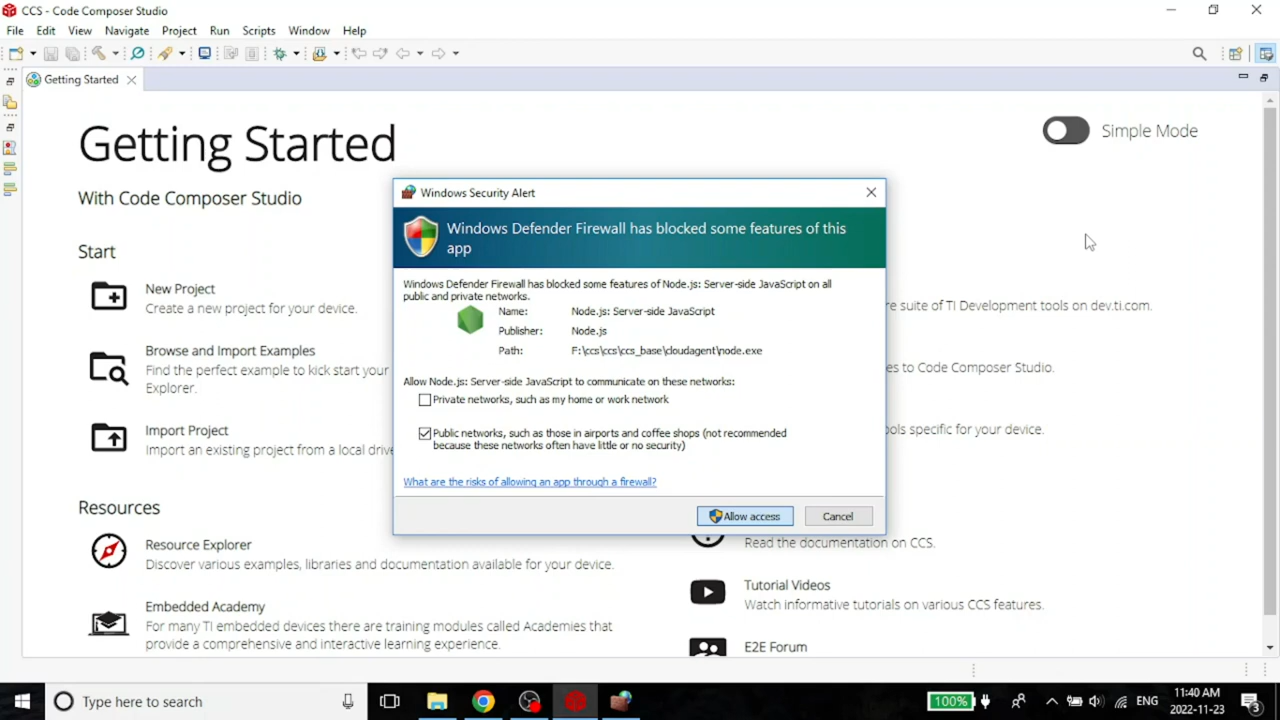 CCS - Code Composer Studio
File Edit View Navigate Project Run Scripts Window Help
Getting Started
Getting Started
Simple Mode
With Code Composer Studio
Start
New Project
Create a new project for your device.
Browse and Import Examples
Find the perfect example to kick start your
Explorer.
Import Project
Import an existing project from a local drive
Resources
Resource Explorer
Discover various examples, libraries and documentation available for your device.
Embedded Academy
For many TI embedded devices there are training modules called Academies that
provide a comprehensive and interactive learning experience.
Windows Security Alert
Windows Defender Firewall has blocked some features of this
app
Windows Defender Firewall has blocked some features of Node.js: Server-side JavaScript on all
public and private networks.
Name: Node.js: Server-side JavaScript
Publisher: Node.js
Path: F:\ccs\ccs\ccs_base\cloudagent\node.exe
Allow Node.js: Server-side JavaScript to communicate on these networks:
Private networks, such as my home or work network
Public networks, such as those in airports and coffee shops (not recommended
because these networks often have little or no security)
What are the risks of allowing an app through a firewall?
Allow access Cancel
re suite of TI Development tools on dev.ti.com.
es to Code Composer Studio.
ols specific for your device.
Read the documentation on CCS.
Tutorial Videos
Watch informative tutorials on various CCS features.
E2E Forum
Type here to search
100%
ENG
11:40 AM
2022-11-23
3